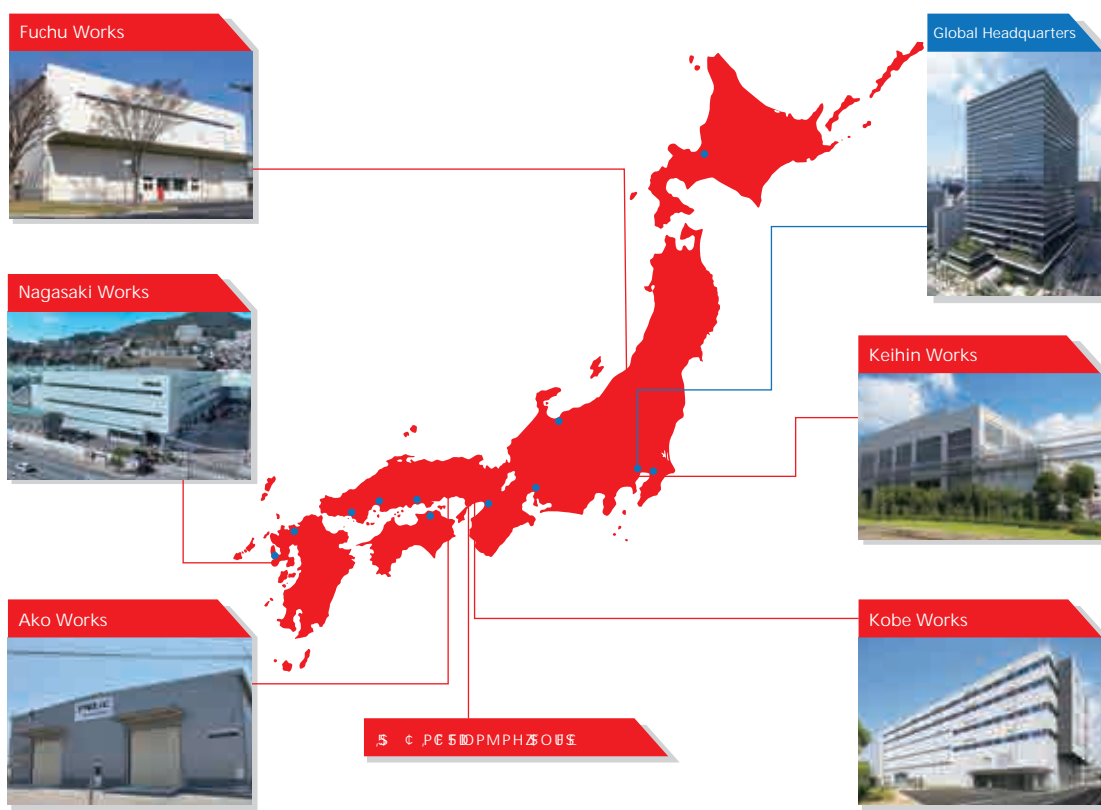 Fuchu Works
Global Headquarters
Nagasaki Works
Keihin Works
Ako Works
Kobe Works